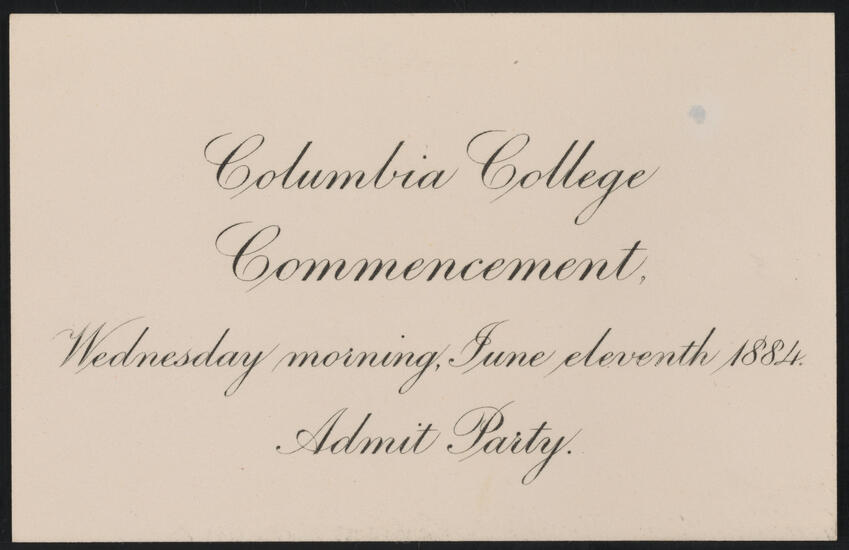 Columbia College
Commencement,
Wednesday morning, June eleventh 1884.
Admit Party.